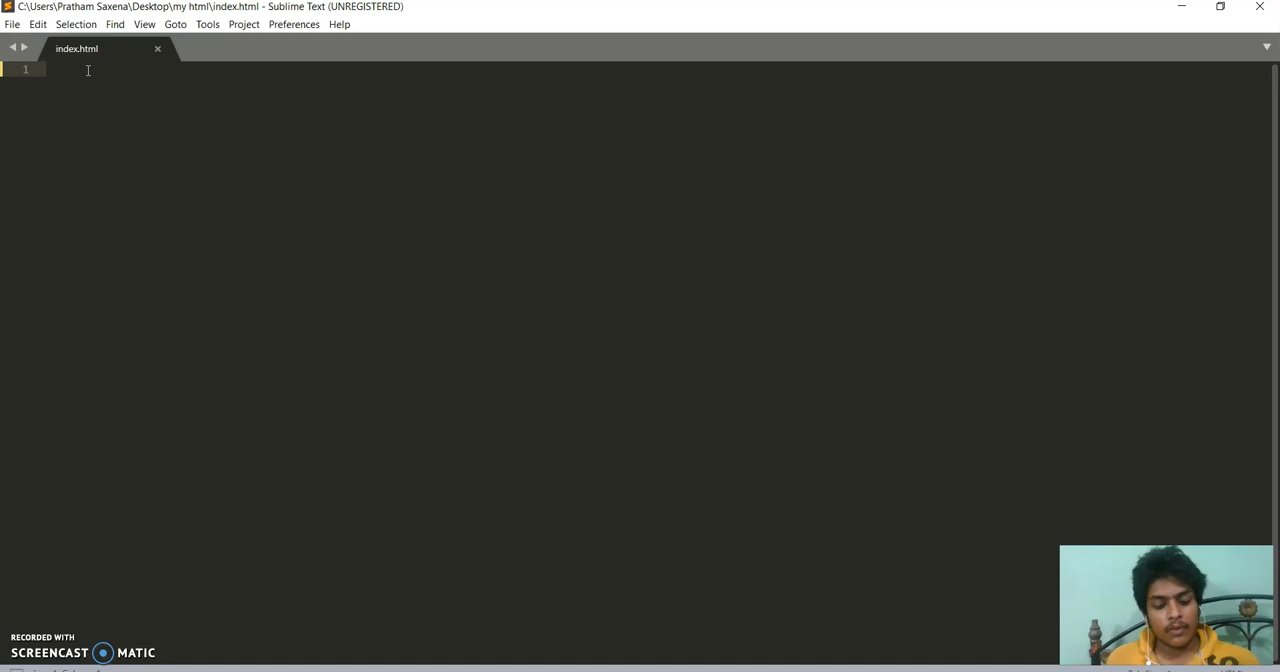 C:\Users\Pratham Saxena\Desktop\my html\index.html - Sublime Text (UNREGISTERED)
File Edit Selection Find View Goto Tools Project Preferences Help
index.html
1
RECORDED WITH
SCREENCAST MATIC